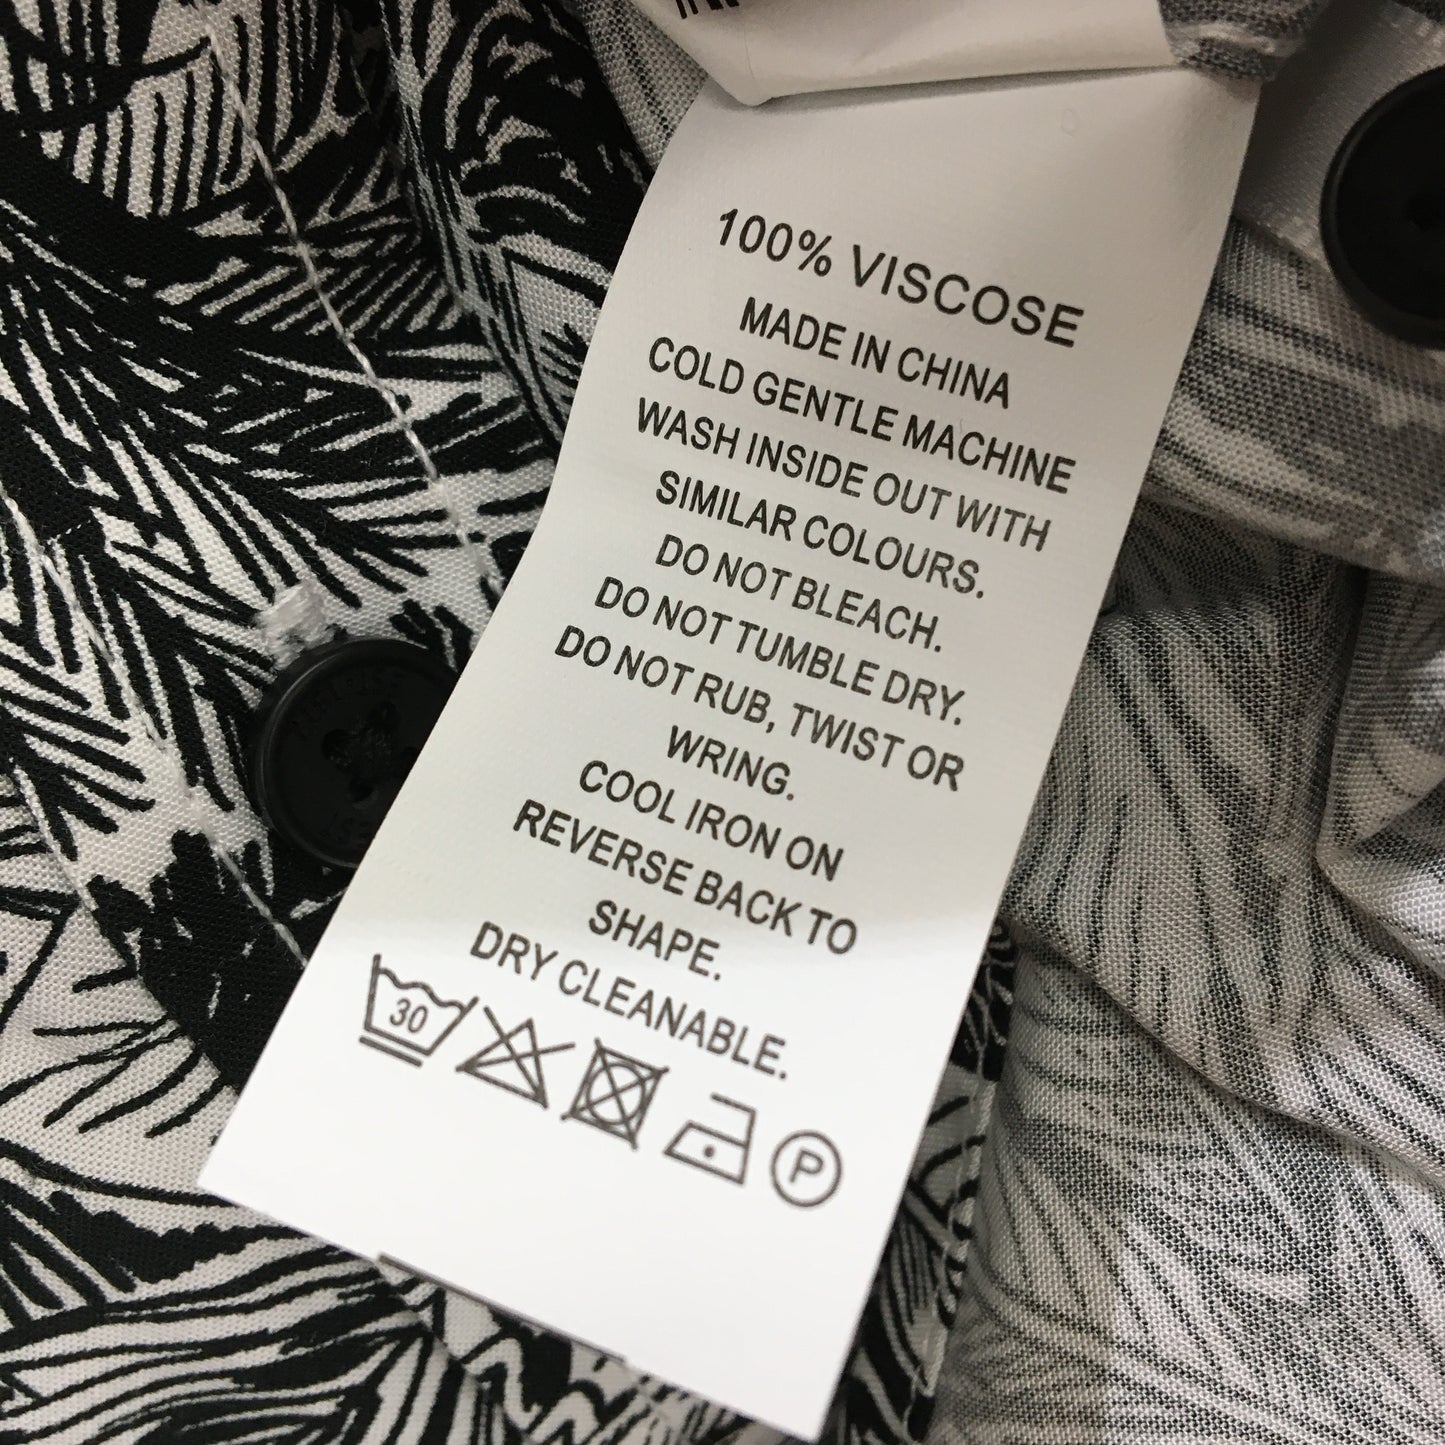 100% VISCOSE
MADE IN CHINA
COLD GENTLE MACHINE
WASH INSIDE OUT WITH
SIMILAR COLOURS.
DO NOT BLEACH.
DO NOT TUMBLE DRY.
DO NOT RUB, TWIST OR
WRING.
COOL IRON ON
REVERSE BACK TO
SHAPE.
DRY CLEANABLE.
30
P